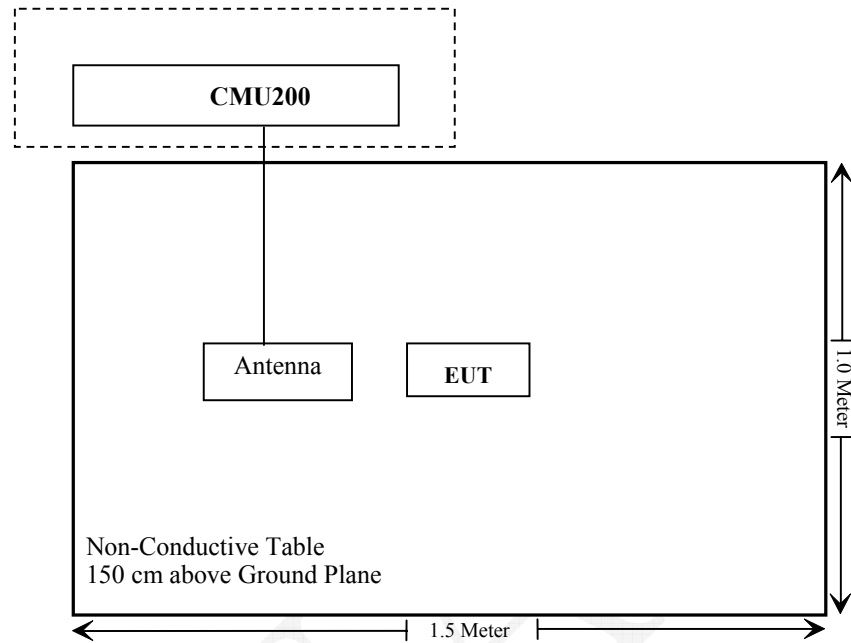 CMU200
Antenna
EUT
1.0 Meter
Non-Conductive Table
150 cm above Ground Plane
1.5 Meter